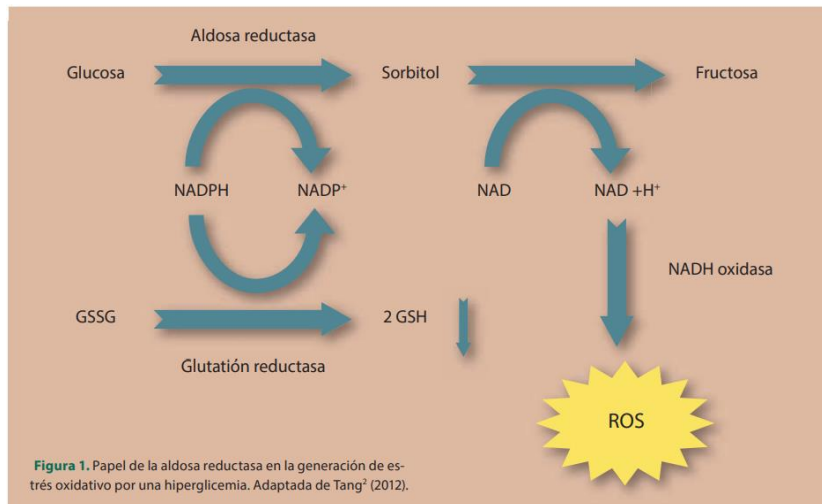 Aldosa reductasa
Glucosa
Sorbitol
Fructosa
NADPH
NADP⁺
NAD
NAD +H⁺
NADH oxidasa
GSSG
2 GSH
Glutatión reductasa
ROS
Figura 1. Papel de la aldosa reductasa en la generación de es-
trés oxidativo por una hiperglicemia. Adaptada de Tang² (2012).